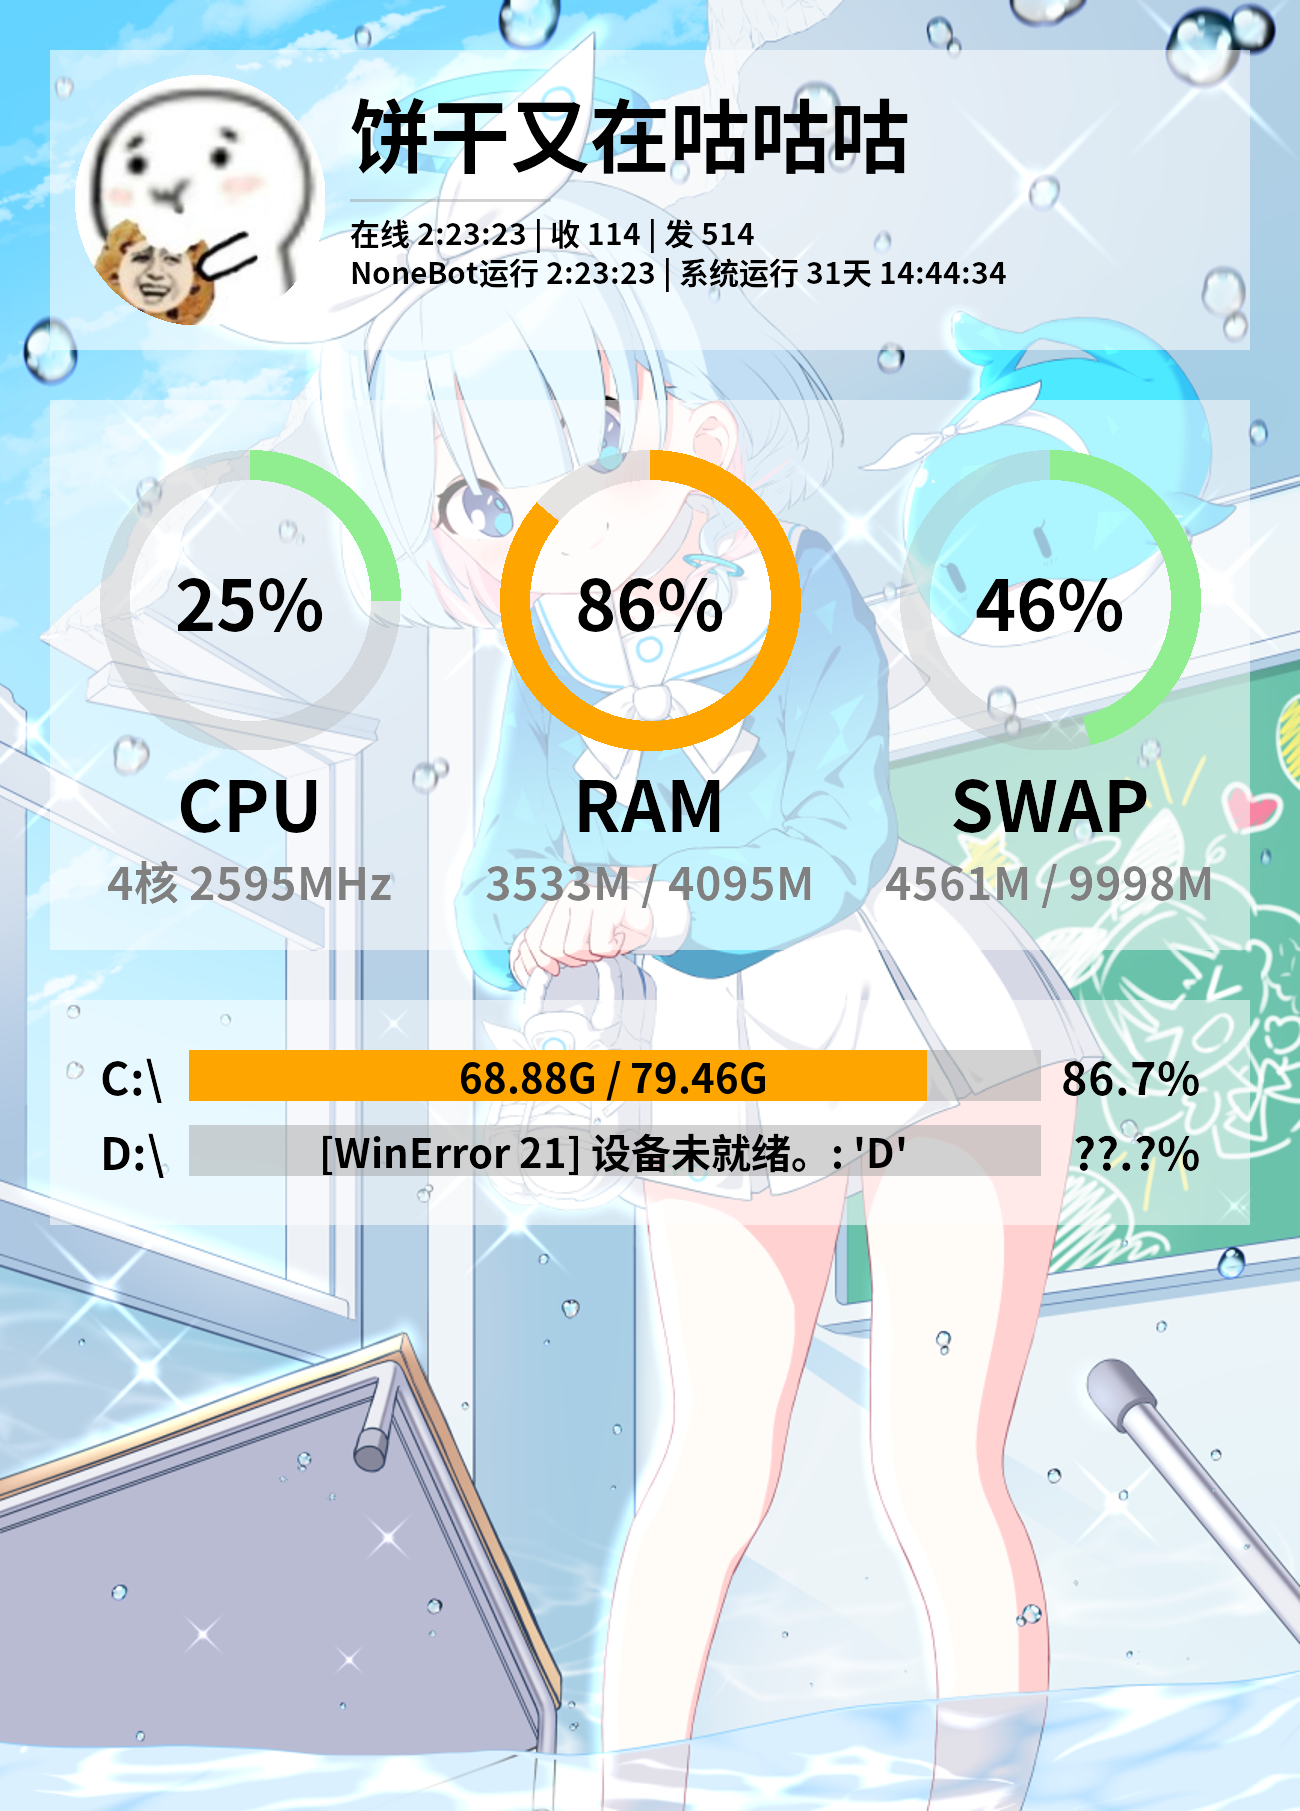 饼干又在咕咕咕
在线 2:23:23 | 收 114 | 发 514
NoneBot运行 2:23:23 | 系统运行 31天 14:44:34
25% 86% 46%
CPU RAM SWAP
4核 2595MHz 3533M / 4095M 4561M / 9998M
C:\ 68.88G / 79.46G 86.7%
D:\ [WinError 21] 设备未就绪。: 'D' ??.?%